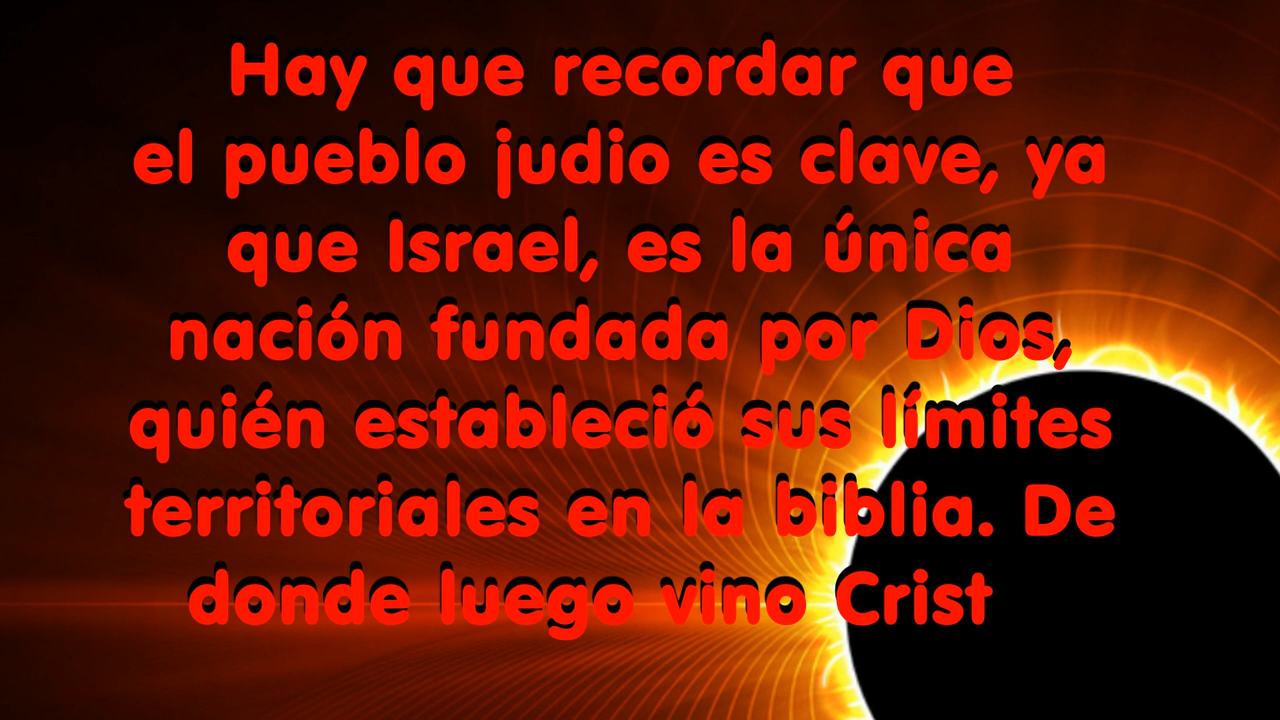 Hay que recordar que
el pueblo judio es clave, ya
que Israel, es la única
nación fundada por Dios,
quién estableció sus límites
territoriales en la biblia. De
donde luego vino Crist